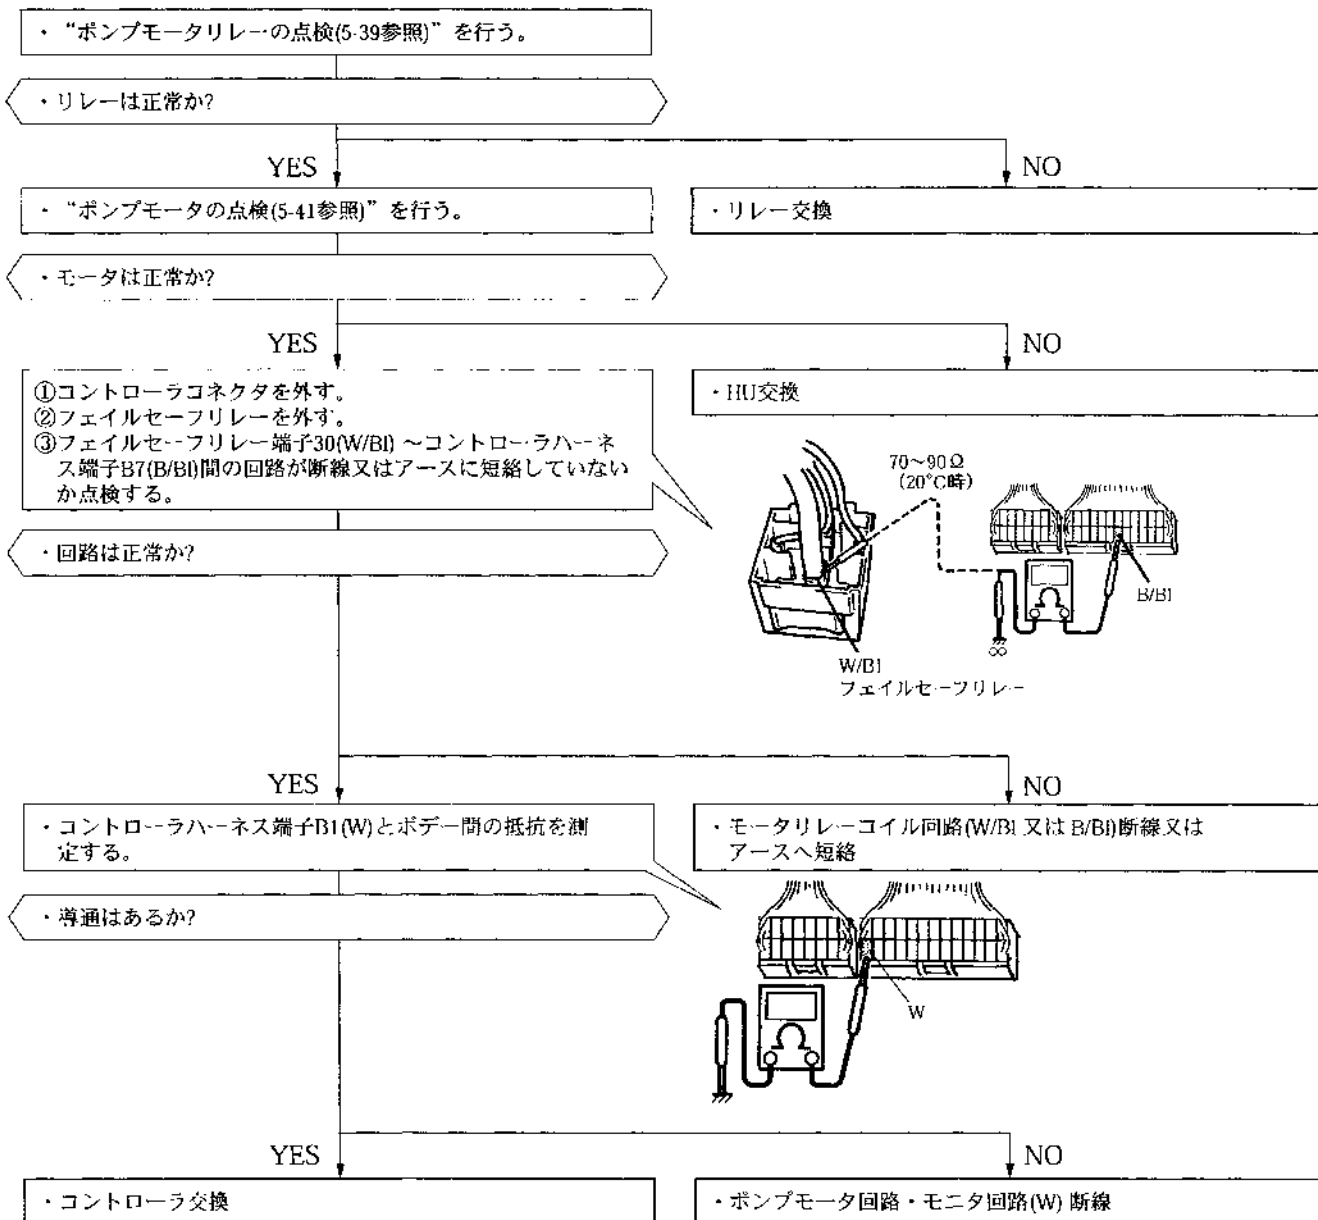 ・“ポンプモータリレーの点検(5-39参照)”を行う。
・リレーは正常か?
YES
NO
・“ポンプモータの点検(5-41参照)”を行う。
・リレー交換
・モータは正常か?
YES
NO
①コントローラコネクタを外す。
②フェイルセーフリレーを外す。
③フェイルセーフリレー端子30(W/Bl)～コントローラハーネ
ス端子B7(B/Bl)間の回路が断線又はアースに短絡していない
か点検する。
・HU交換
70～90Ω
(20°C時)
B/Bl
∞
W/Bl
フェイルセーフリレー
・回路は正常か?
YES
NO
・コントローラハーネス端子B1(W)とボデー間の抵抗を測
定する。
・モータリレーコイル回路(W/Bl 又は B/Bl)断線又は
アースへ短絡
・導通はあるか?
W
YES
NO
・コントローラ交換
・ポンプモータ回路・モニタ回路(W) 断線